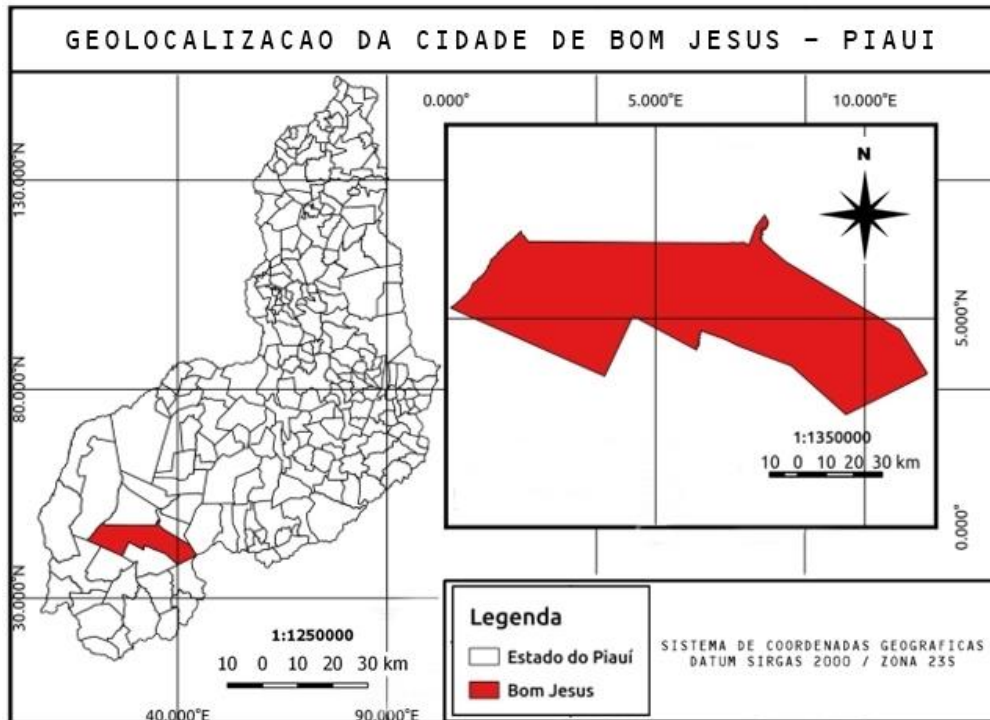 GEOLOCALIZACAO DA CIDADE DE BOM JESUS – PIAUI
0.000°
5.000°E
10.000°E
130.000°N
80.000°N
30.000°N
40.000°E
90.000°E
N
5.000°N
0.000°
1:1350000
10 0 10 20 30 km
1:1250000
10 0 10 20 30 km
Legenda
Estado do Piauí
Bom Jesus
SISTEMA DE COORDENADAS GEOGRAFICAS
DATUM SIRGAS 2000 / ZONA 23S